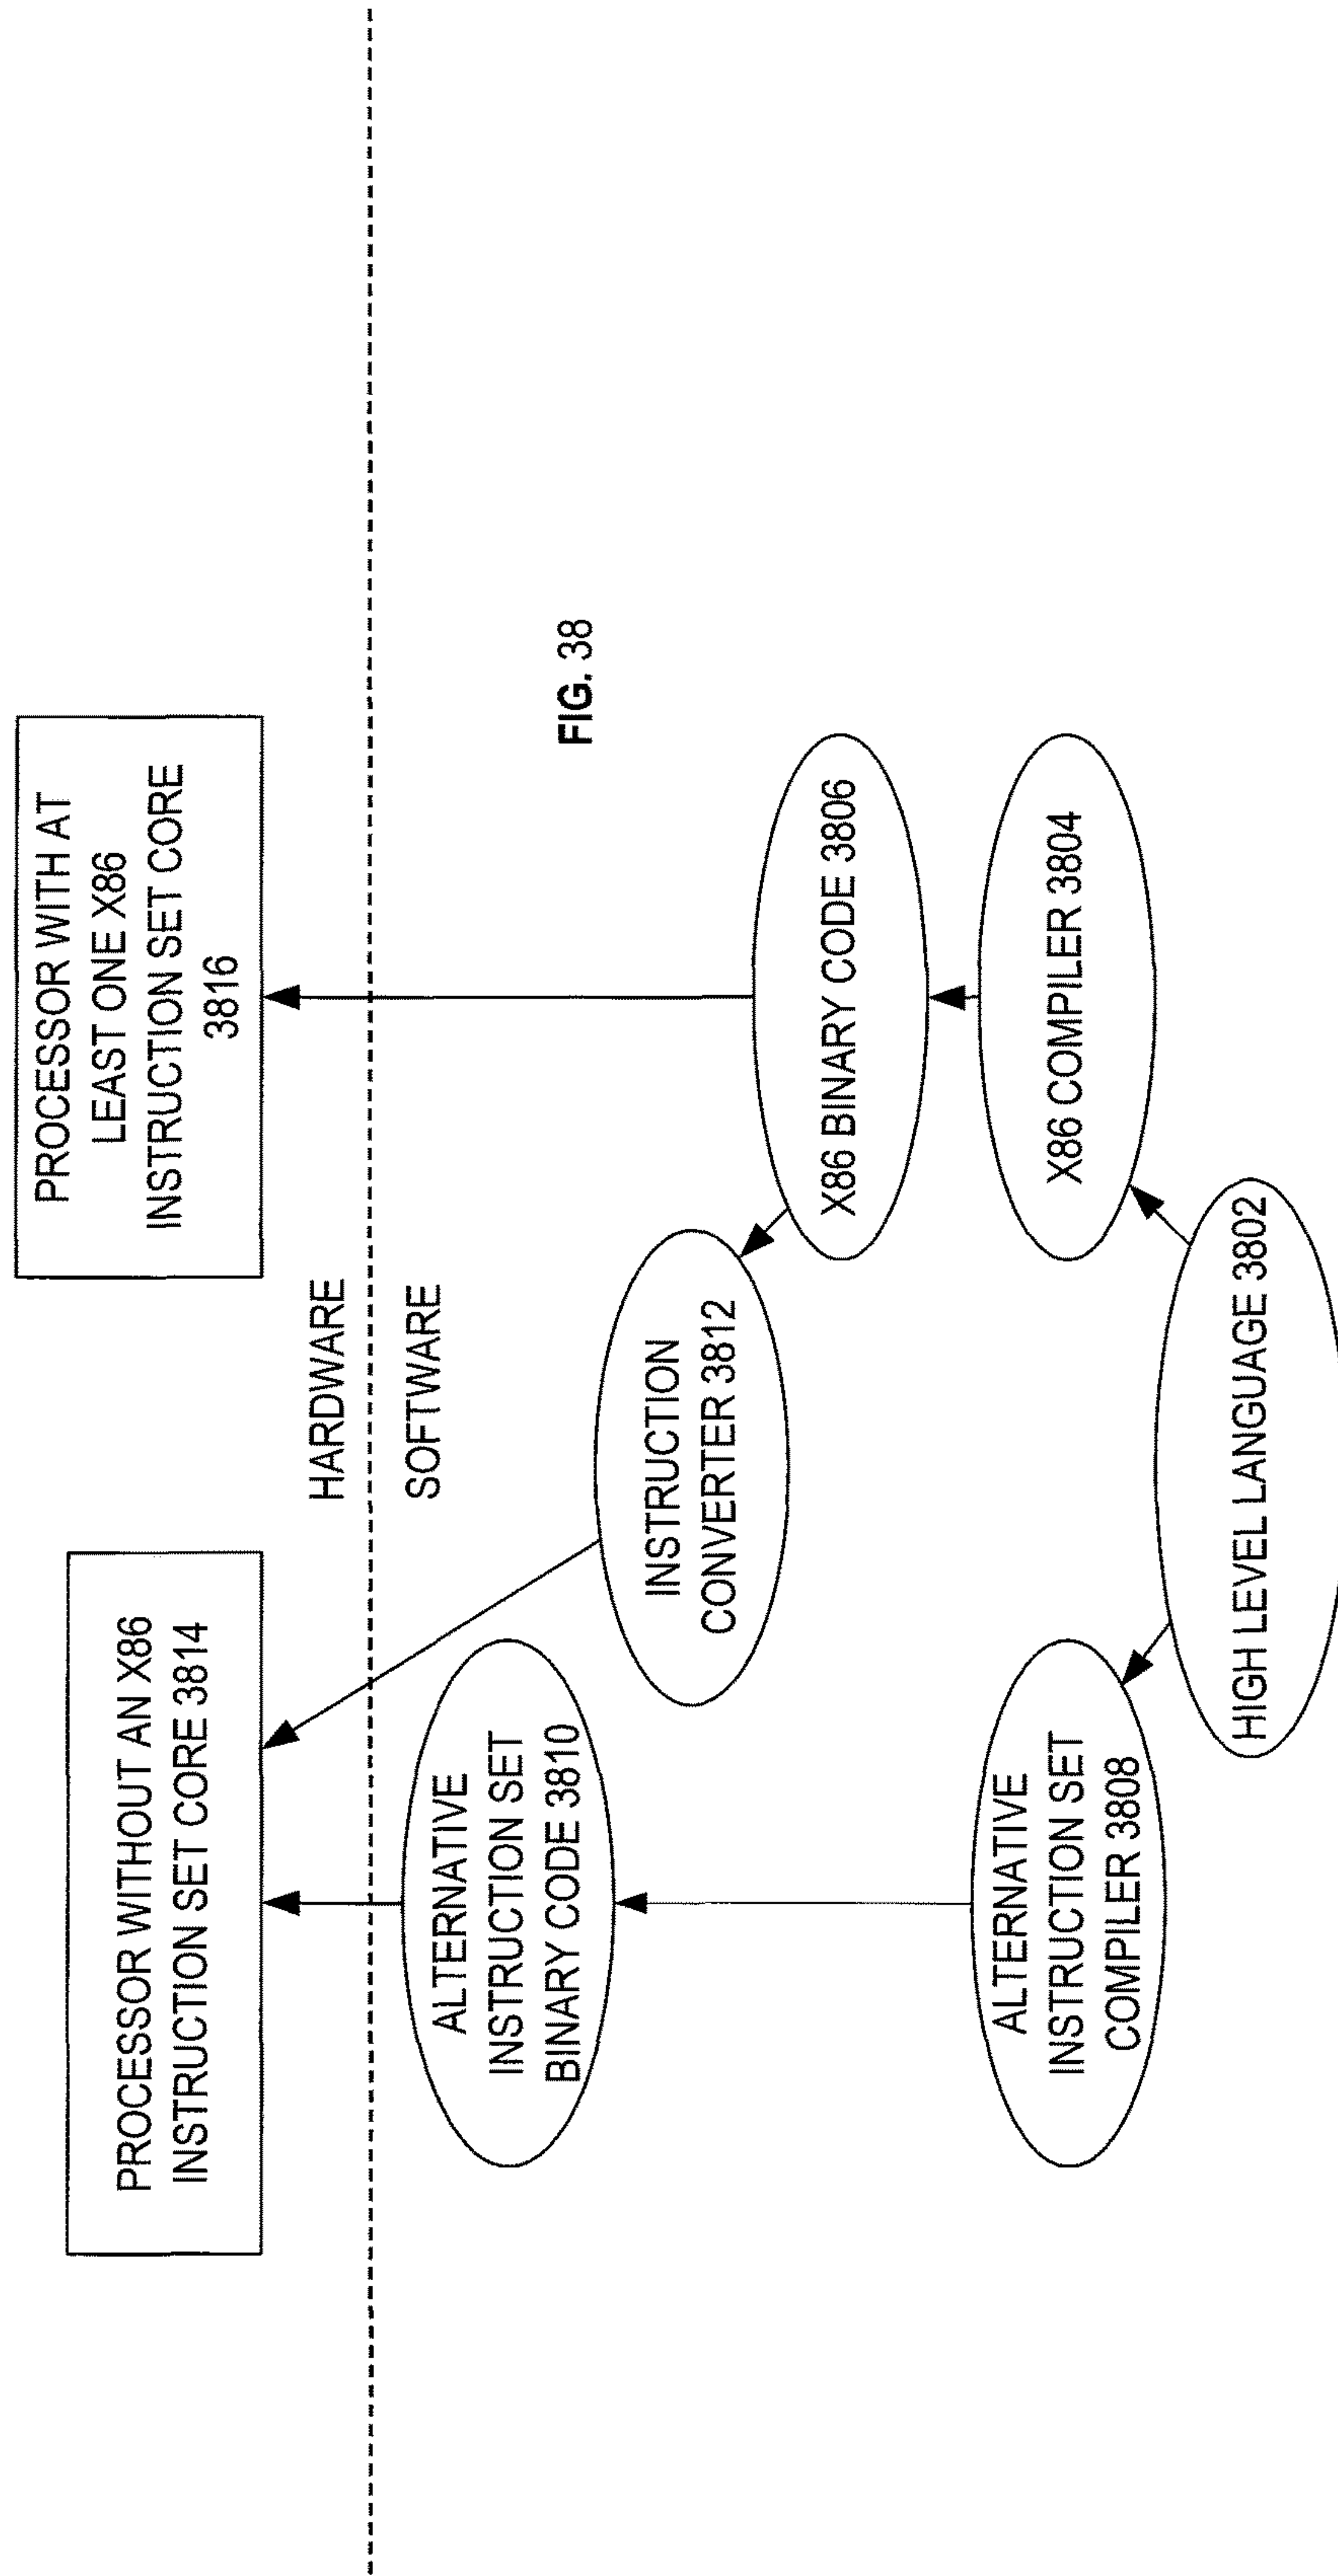 PROCESSOR WITHOUT AN X86
INSTRUCTION SET CORE 3814
PROCESSOR WITH AT
LEAST ONE X86
INSTRUCTION SET CORE
3816
HARDWARE
SOFTWARE
ALTERNATIVE
INSTRUCTION SET
BINARY CODE 3810
INSTRUCTION
CONVERTER 3812
FIG. 38
X86 BINARY CODE 3806
ALTERNATIVE
INSTRUCTION SET
COMPILER 3808
X86 COMPILER 3804
HIGH LEVEL LANGUAGE 3802